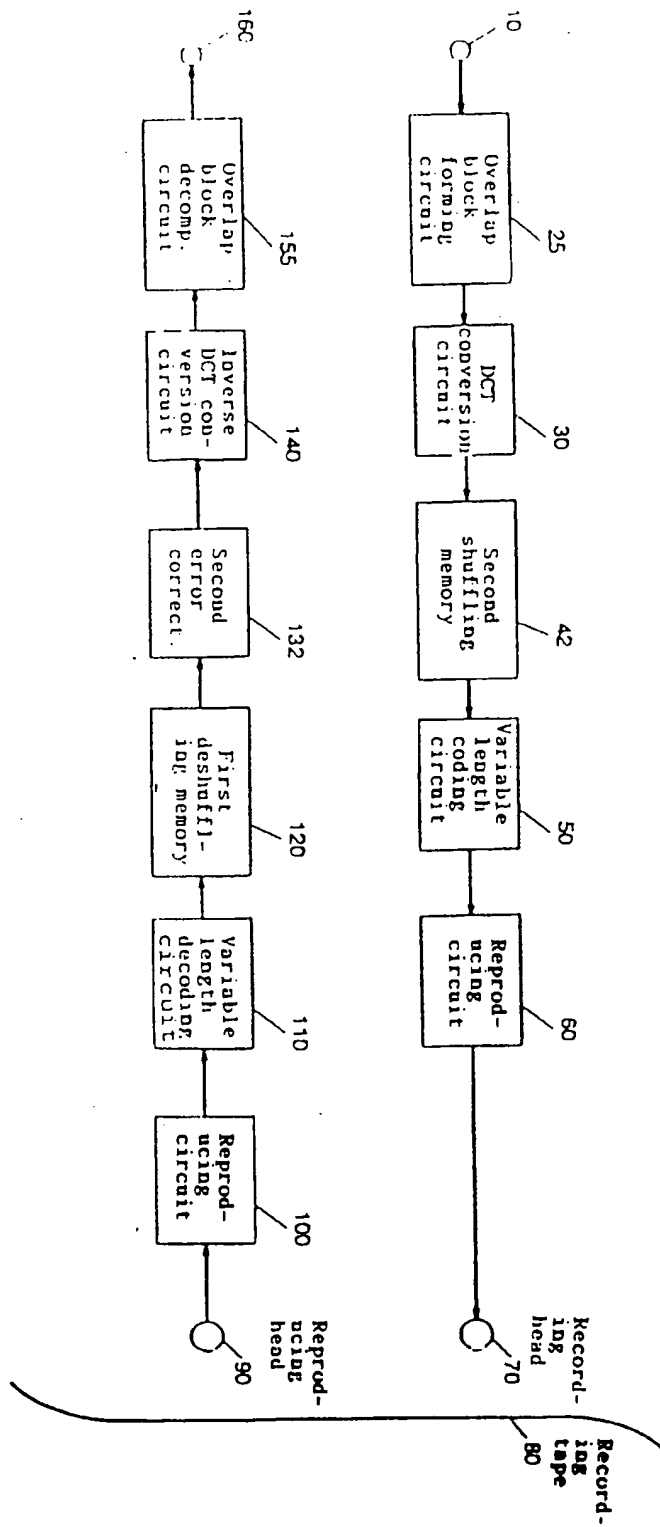 10
Overlap
block
forming
circuit
25
DCT
conversion
circuit
30
Second
shuffling
memory
42
Variable
length
coding
circuit
50
Reprod-
ucing
circuit
60
Record-
ing
head
70
Record-
ing
tape
80
160
Overlap
block
decomp.
circuit
155
Inverse
DCT con-
version
circuit
140
Second
error
correct.
132
First
deshuffl-
ing memory
120
Variable
length
decoding
circuit
110
Reprod-
ucing
circuit
100
Reprod-
ucing
head
90